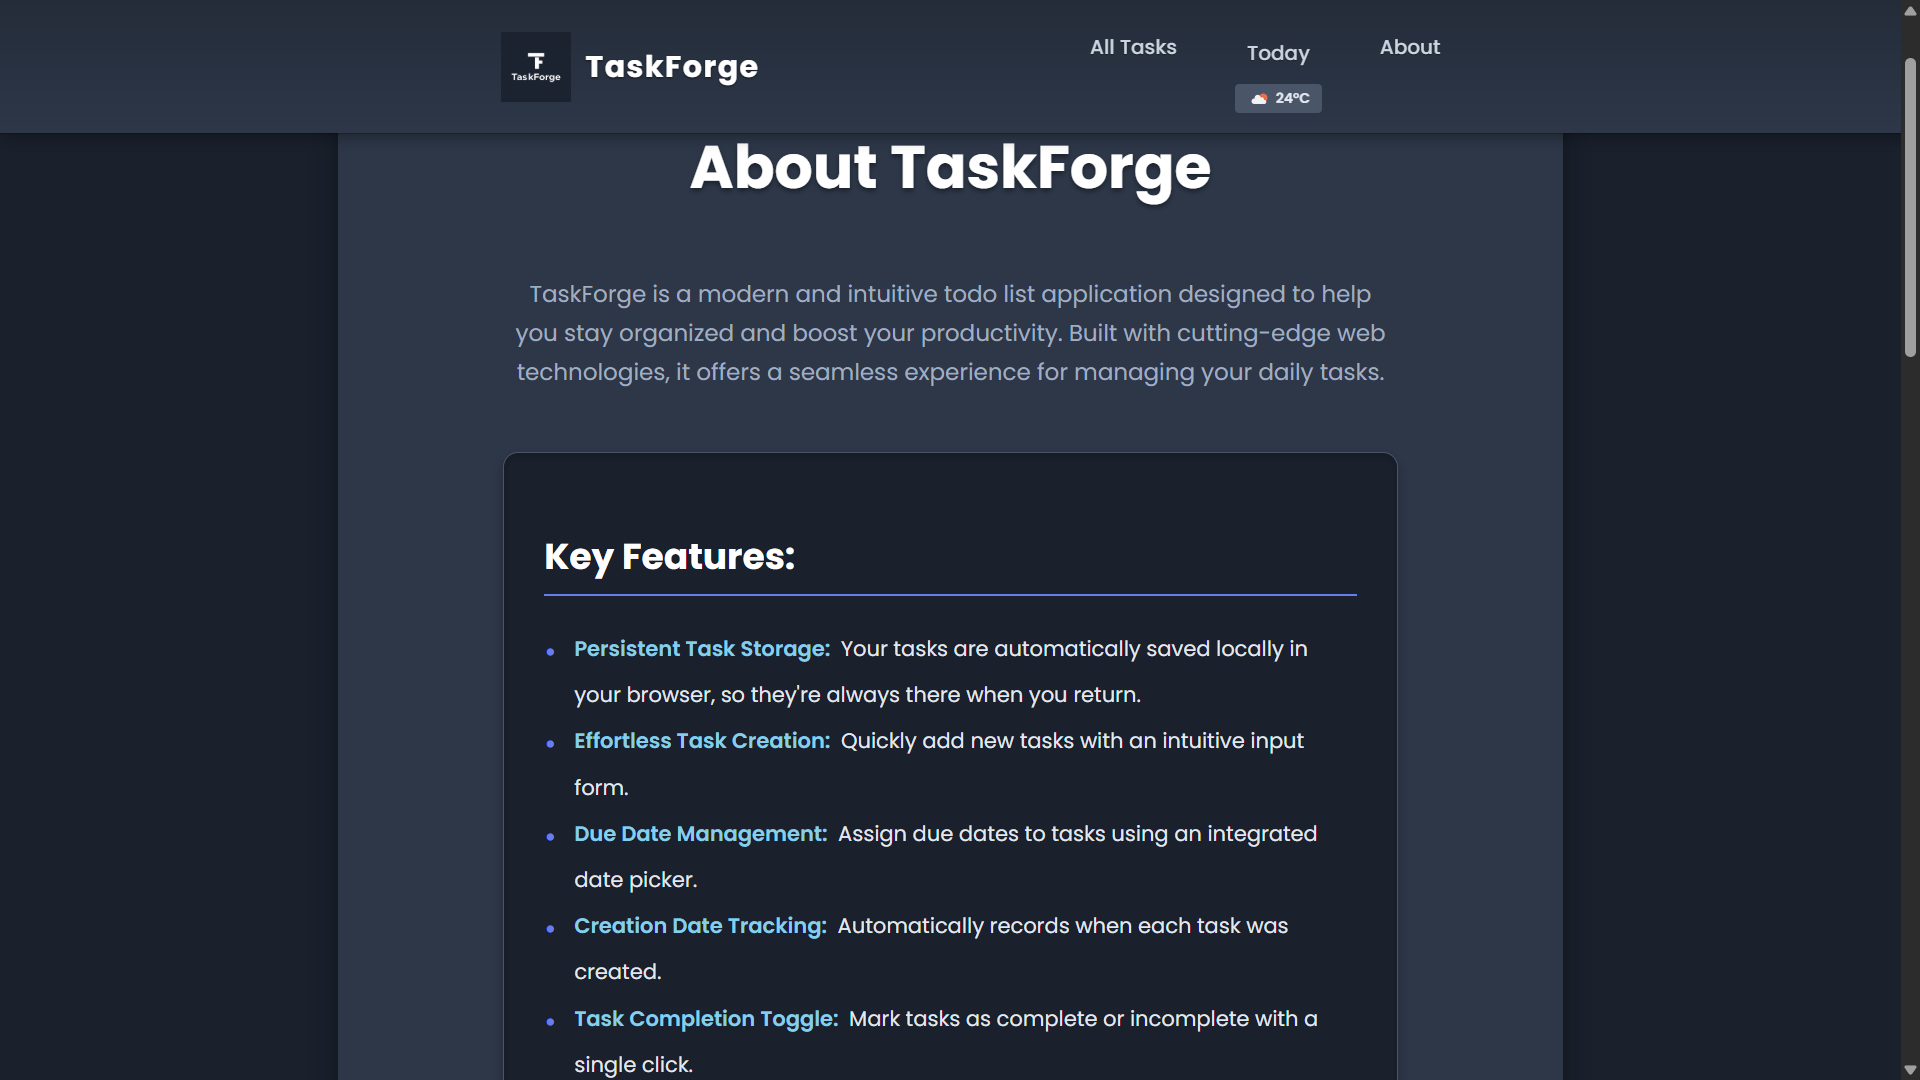 TaskForge
TaskForge
All Tasks
Today
24°C
About
About TaskForge
TaskForge is a modern and intuitive todo list application designed to help
you stay organized and boost your productivity. Built with cutting-edge web
technologies, it offers a seamless experience for managing your daily tasks.
Key Features:
Persistent Task Storage: Your tasks are automatically saved locally in
your browser, so they're always there when you return.
Effortless Task Creation: Quickly add new tasks with an intuitive input
form.
Due Date Management: Assign due dates to tasks using an integrated
date picker.
Creation Date Tracking: Automatically records when each task was
created.
Task Completion Toggle: Mark tasks as complete or incomplete with a
single click.